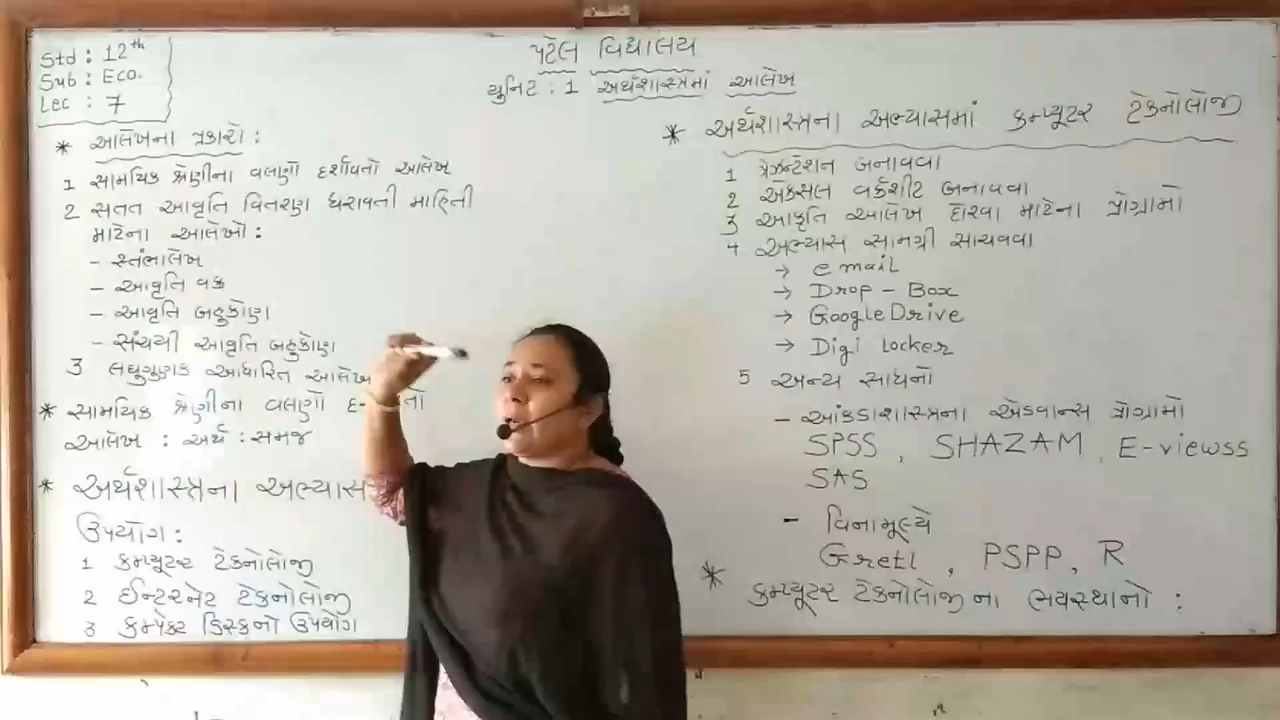 Std : 12th
Sub : Eco.
Lec : 7
પટેલ વિદ્યાલય
યુનિટ : 1 અર્થશાસ્ત્રમાં આલેખ
* આલેખના પ્રકારો :
1 સામયિક શ્રેણીના વલણો દર્શાવતો આલેખ
2 સતત આવૃતિ વિતરણ ધરાવતી માહિતી
માટેના આલેખો :
- સ્તંભાલેખ
- આવૃતિ વક્ર
- આવૃતિ બહુકોણ
- સંચયી આવૃતિ બહુકોણ
3 લઘુગુણક આધારિત આલેખ
* સામયિક શ્રેણીના વલણો દ
આલેખ : અર્થ : સમજ
* અર્થશાસ્ત્રના અભ્યાસ
ઉપયોગ :
1 કમ્પ્યૂટર ટેકનોલોજી
2 ઈન્ટરનેટ ટેકનોલોજી
3 કમ્પેક્ટ ડિસ્કનો ઉપયોગ
* અર્થશાસ્ત્રના અભ્યાસમાં કમ્પ્યૂટર ટેકનોલોજી
1 પ્રેઝન્ટેશન બનાવવા
2 એકસલ વર્કશીટ બનાવવા
3 આકૃતિ આલેખ દોરવા માટેના પ્રોગ્રામો
4 અભ્યાસ સામગ્રી સાચવવા
→ email
→ Drop - Box
→ Google Drive
→ Digi locker
5 અન્ય સાધનો
- આંકડાશાસ્ત્રના એડવાન્સ પ્રોગ્રામો
SPSS , SHAZAM , E-viewss
SAS
- વિનામૂલ્યે
Gretl , PSPP, R
* કમ્પ્યૂટર ટેકનોલોજી ના ભયસ્થાનો :